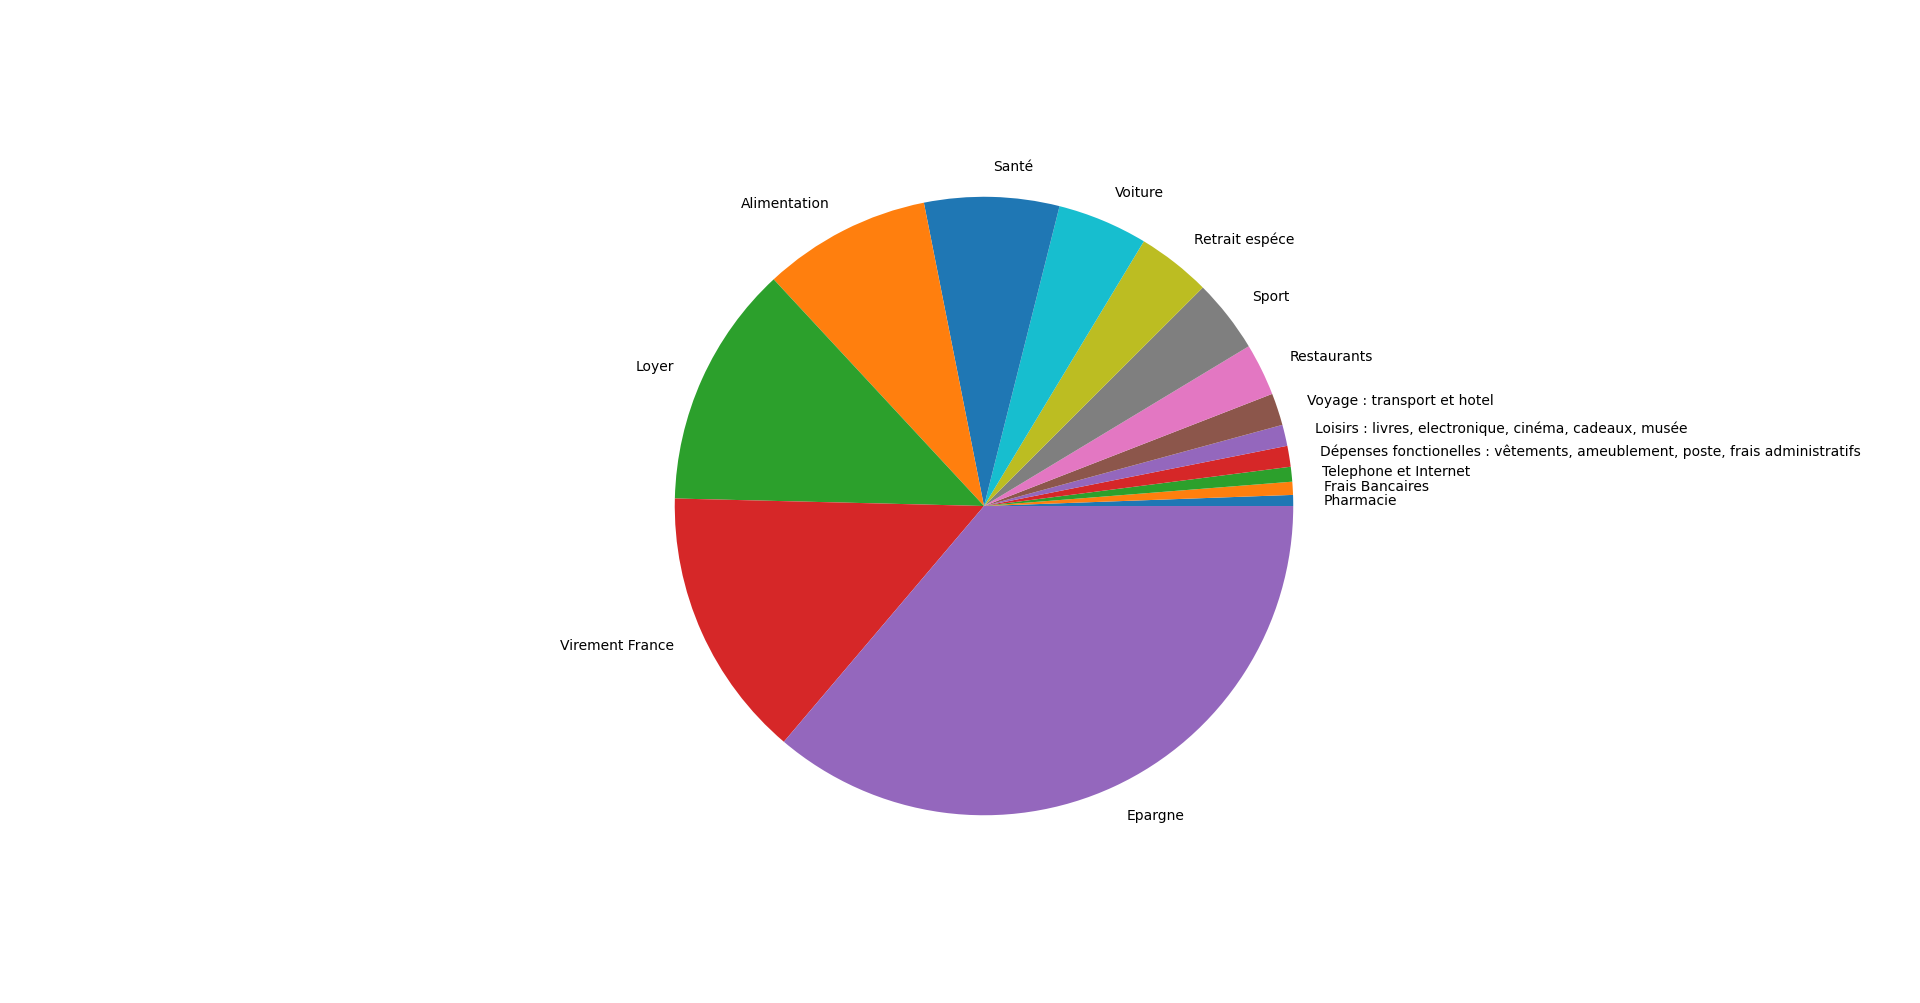 Santé
Voiture
Alimentation
Retrait espéce
Sport
Restaurants
Loyer
Voyage : transport et hotel
Loisirs : livres, electronique, cinéma, cadeaux, musée
Dépenses fonctionelles : vêtements, ameublement, poste, frais administratifs
Telephone et Internet
Frais Bancaires
Pharmacie
Virement France
Epargne